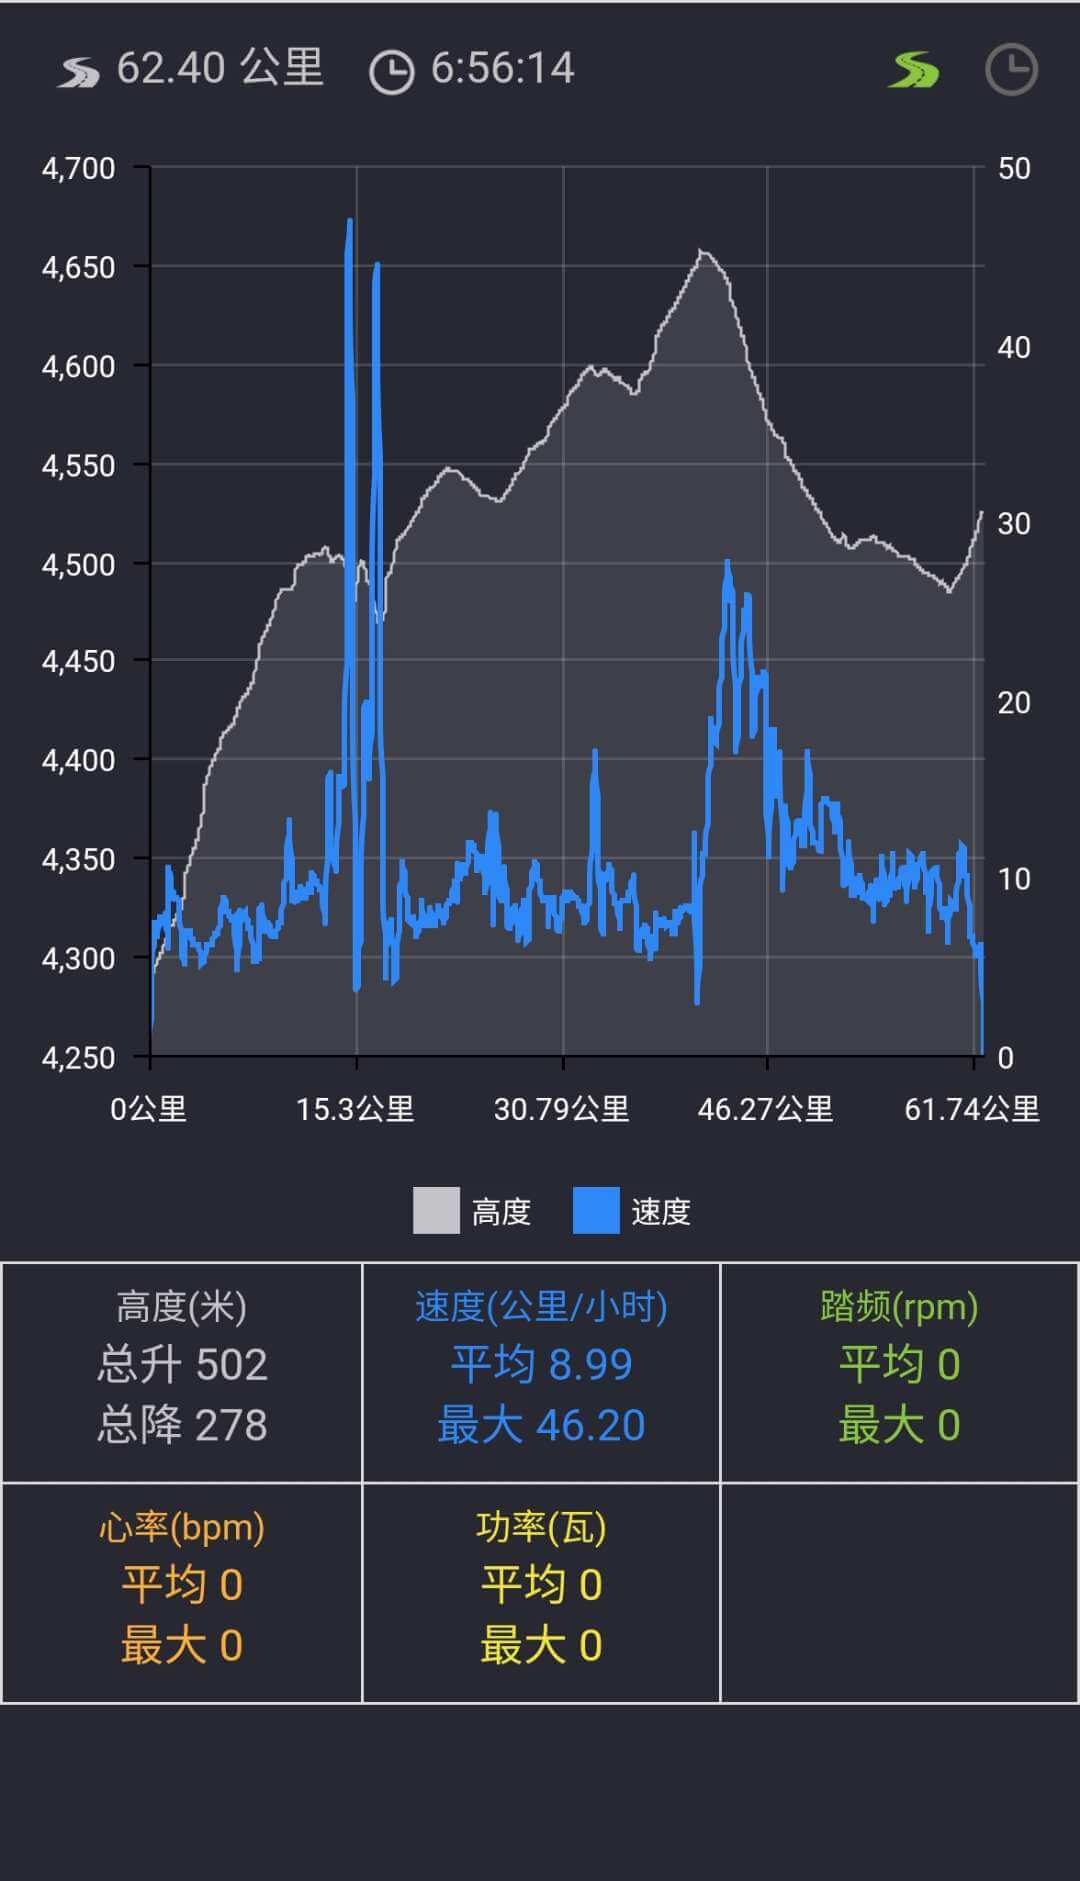 62.40 公里 6:56:14
4,700 50
4,650
4,600 40
4,550
4,500 30
4,450
4,400 20
4,350 10
4,300
4,250 0
0公里 15.3公里 30.79公里 46.27公里 61.74公里
高度 速度
高度(米) 速度(公里/小时) 踏频(rpm)
总升 502 平均 8.99 平均 0
总降 278 最大 46.20 最大 0
心率(bpm) 功率(瓦)
平均 0 平均 0
最大 0 最大 0